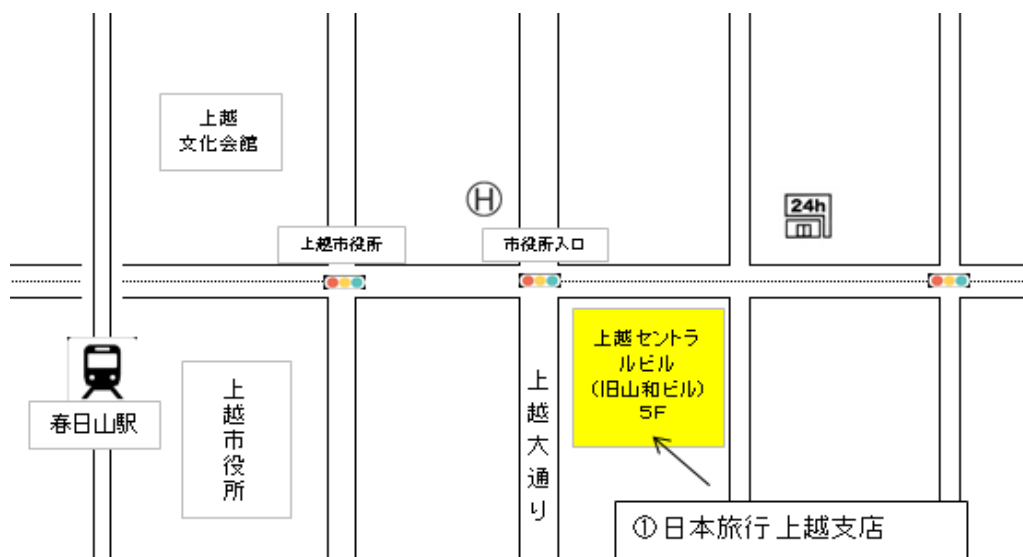 上越
文化会館
H
24h
上越市役所
市役所入口
上越セントラ
ルビル
(旧山和ビル)
5F
春日山駅
上越市役所
上越大通り
①日本旅行 上越支店